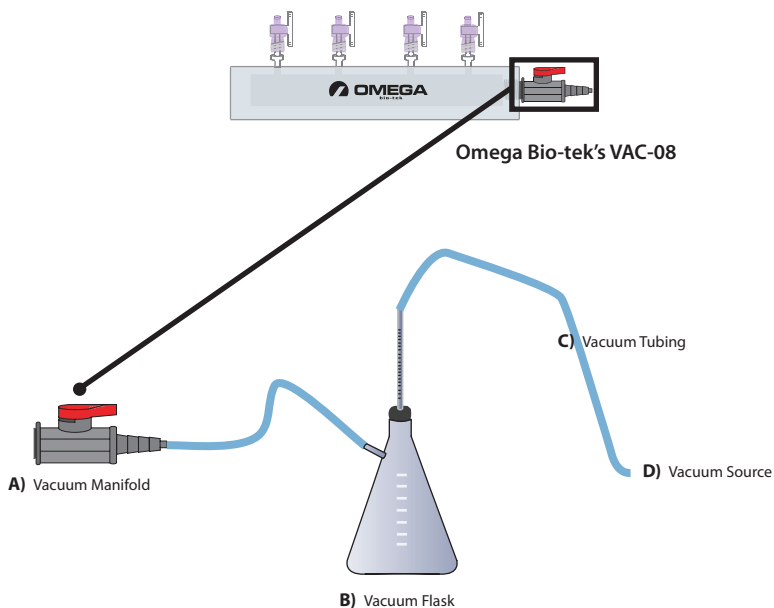 OMEGA
bio-tek
Omega Bio-tek's VAC-08
C) Vacuum Tubing
D) Vacuum Source
A) Vacuum Manifold
B) Vacuum Flask